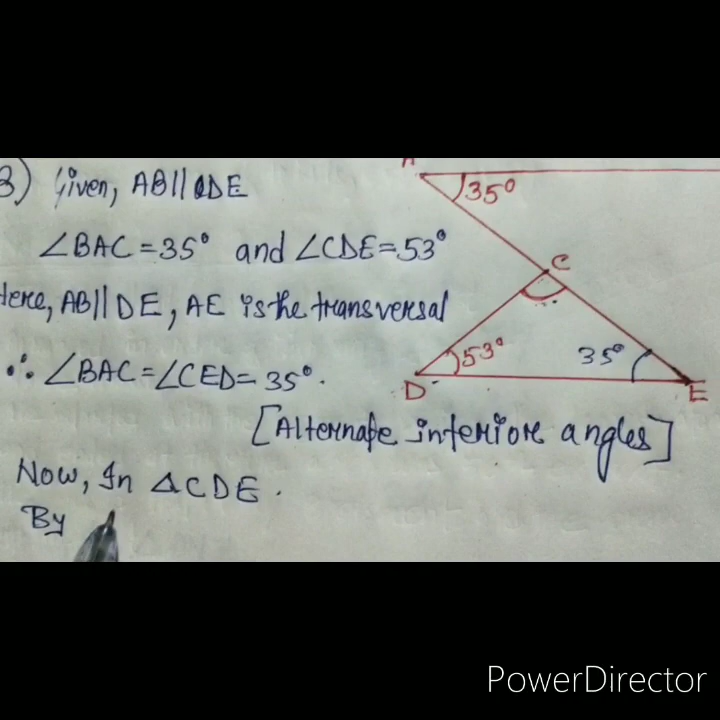 3) Given, AB||DE
∠BAC = 35° and ∠CDE = 53°
Here, AB||DE, AE is the transversal
∴ ∠BAC = ∠CED = 35°.
[Alternate interior angles]
Now, In △CDE.
By
A
35°
C
53°
35°
D
E
PowerDirector